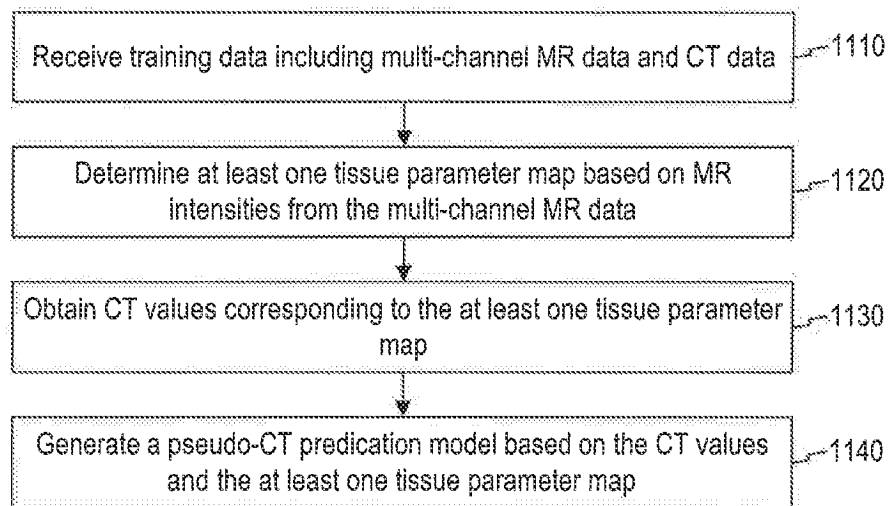 Receive training data including multi-channel MR data and CT data
1110
Determine at least one tissue parameter map based on MR
intensities from the multi-channel MR data
1120
Obtain CT values corresponding to the at least one tissue parameter
map
1130
Generate a pseudo-CT predication model based on the CT values
and the at least one tissue parameter map
1140